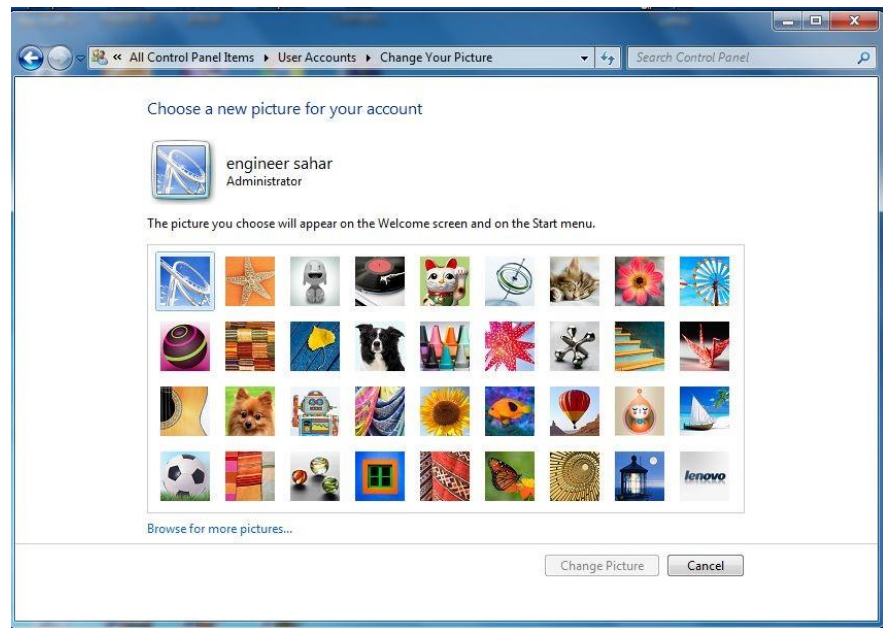 « All Control Panel Items ▸ User Accounts ▸ Change Your Picture
Search Control Panel
Choose a new picture for your account
engineer sahar
Administrator
The picture you choose will appear on the Welcome screen and on the Start menu.
lenovo
Browse for more pictures...
Change Picture
Cancel